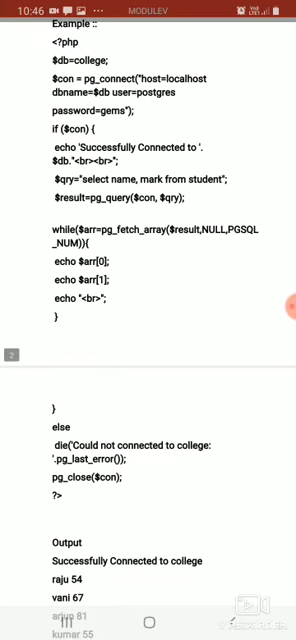 10:46
MODULEV
Example ::
<?php
$db=college;
$con = pg_connect("host=localhost
dbname=$db user=postgres
password=gems");
if ($con) {
echo 'Successfully Connected to '.
$db."<br><br>";
$qry="select name, mark from student";
$result=pg_query($con, $qry);
while($arr=pg_fetch_array($result,NULL,PGSQL
_NUM)){
echo $arr[0];
echo $arr[1];
echo "<br>";
}
2
}
else
die('Could not connected to college:
'.pg_last_error());
pg_close($con);
?>
Output
Successfully Connected to college
raju 54
vani 67
arjun 81
kumar 55